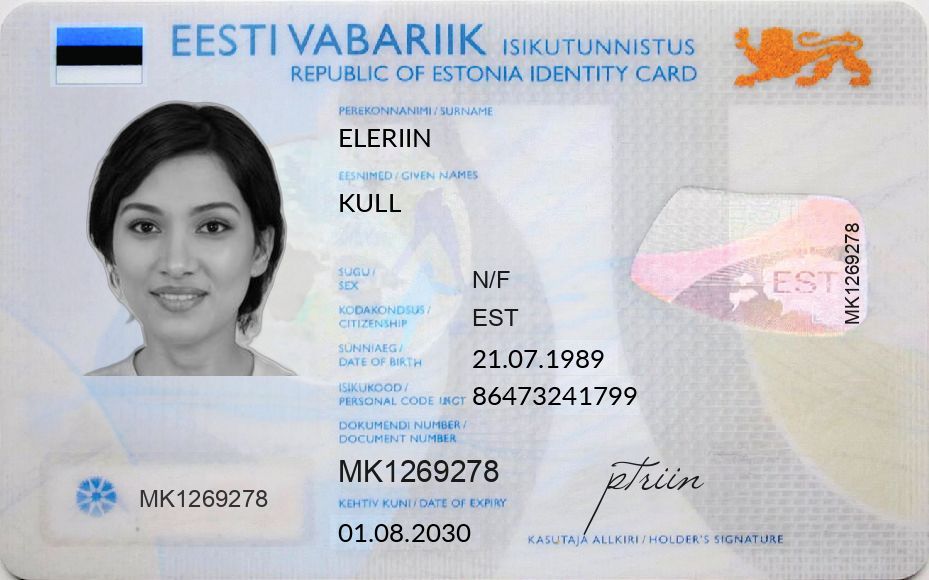 EESTI VABARIIK ISIKUTUNNISTUS
REPUBLIC OF ESTONIA IDENTITY CARD
PEREKONNANIMI / SURNAME
ELERIIN
EESNIMED / GIVEN NAMES
KULL
SUGU /
SEX
N/F
KODAKONDSUS /
CITIZENSHIP
EST
SÜNNIAEG /
DATE OF BIRTH
21.07.1989
ISIKUKOOD /
PERSONAL CODE
86473241799
DOKUMENDI NUMBER /
DOCUMENT NUMBER
MK1269278
KEHTIV KUNI / DATE OF EXPIRY
01.08.2030
MK1269278
EST
MK1269278
ptriin
KASUTAJA ALLKIRI / HOLDER'S SIGNATURE